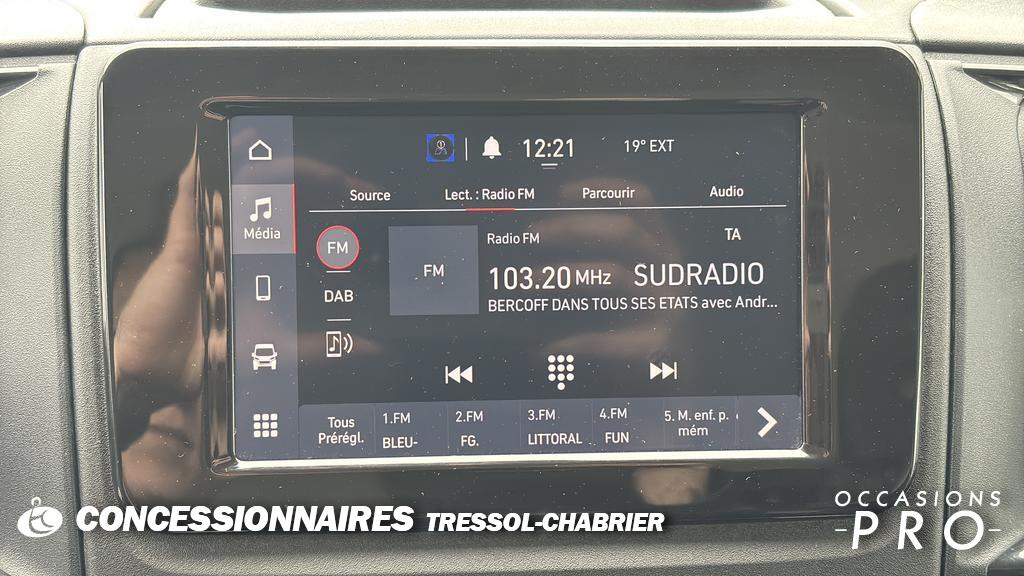 12:21
19° EXT
Source
Lect. : Radio FM
Parcourir
Audio
Média
FM
DAB
FM
Radio FM
TA
103.20 MHz SUDRADIO
BERCOFF DANS TOUS SES ETATS avec Andr...
Tous
Prérégl.
1.FM
BLEU-
2.FM
FG.
3.FM
LITTORAL
4.FM
FUN
5. M. enf. p.
mém
CONCESSIONNAIRES TRESSOL-CHABRIER
OCCASIONS
PRO